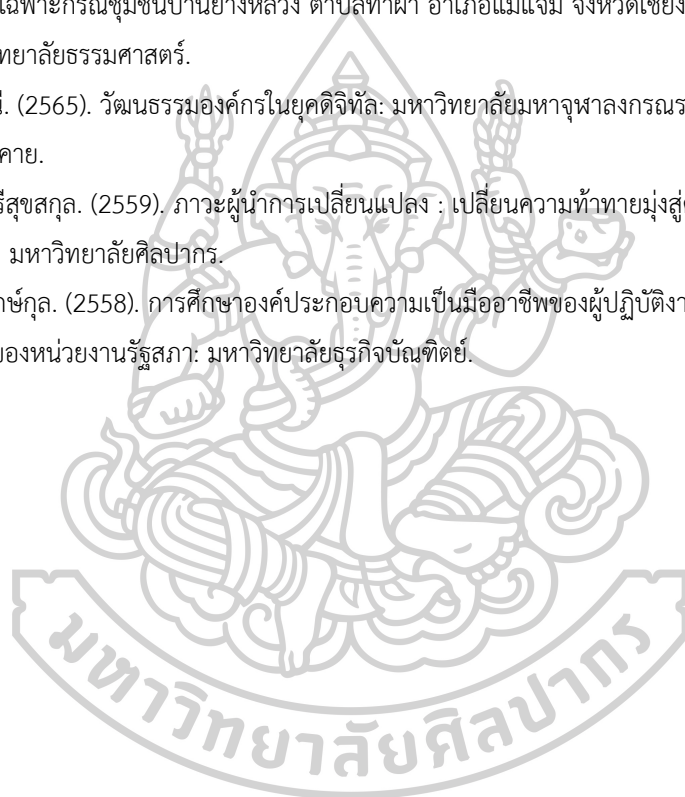 เฉพาะกรณีชุมชนบ้านยางหลวง ตำบลท่าผา อำเภอแม่แจ่ม จังหวัดเชียง
ทยาลัยธรรมศาสตร์.
(2565). วัฒนธรรมองค์กรในยุคดิจิทัล: มหาวิทยาลัยมหาจุฬาลงกรณร
คาย.
รีสุขสกุล. (2559). ภาวะผู้นำการเปลี่ยนแปลง : เปลี่ยนความท้าทายมุ่งสู่
มหาวิทยาลัยศิลปากร.
กษ์กุล. (2558). การศึกษาองค์ประกอบความเป็นมืออาชีพของผู้ปฏิบัติงา
ของหน่วยงานรัฐสภา: มหาวิทยาลัยธุรกิจบัณฑิตย์.
มหาวิทยาลัยศิลปากร